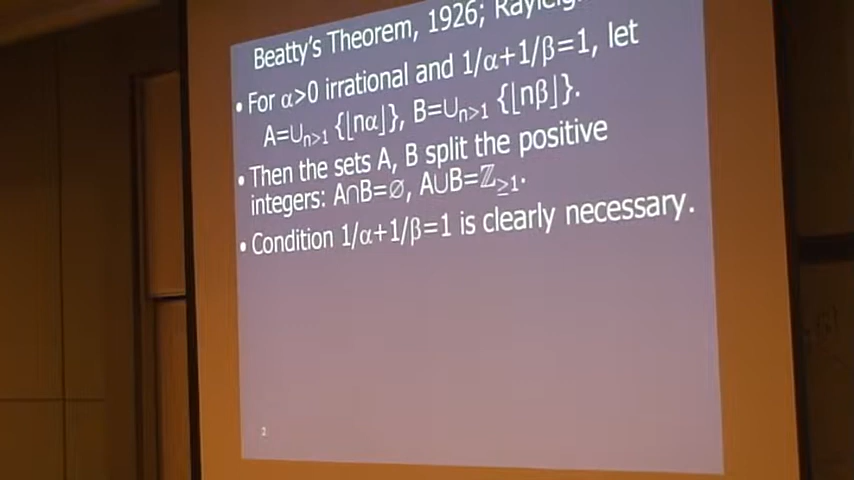 Beatty's Theorem, 1926; Rayleig
• For α>0 irrational and 1/α+1/β=1, let
A=∪n>1 {⌊nα⌋}, B=∪n>1 {⌊nβ⌋}.
• Then the sets A, B split the positive
integers: A∩B=∅, A∪B=ℤ≥1.
• Condition 1/α+1/β=1 is clearly necessary.
2